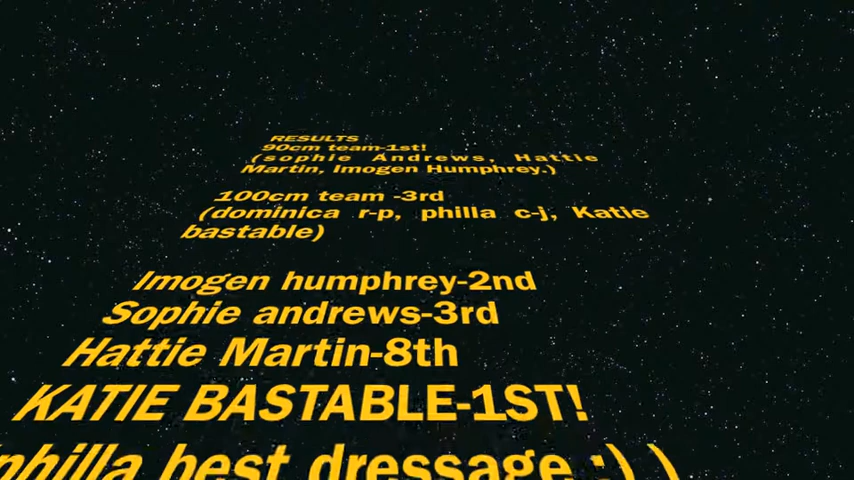 RESULTS
90cm team-1st!
(sophie Andrews, Hattie
Martin, Imogen Humphrey.)
100cm team -3rd
(dominica r-p, philla c-j, Katie
bastable)
Imogen humphrey-2nd
Sophie andrews-3rd
Hattie Martin-8th
KATIE BASTABLE-1ST!
(philla best dressage :) )